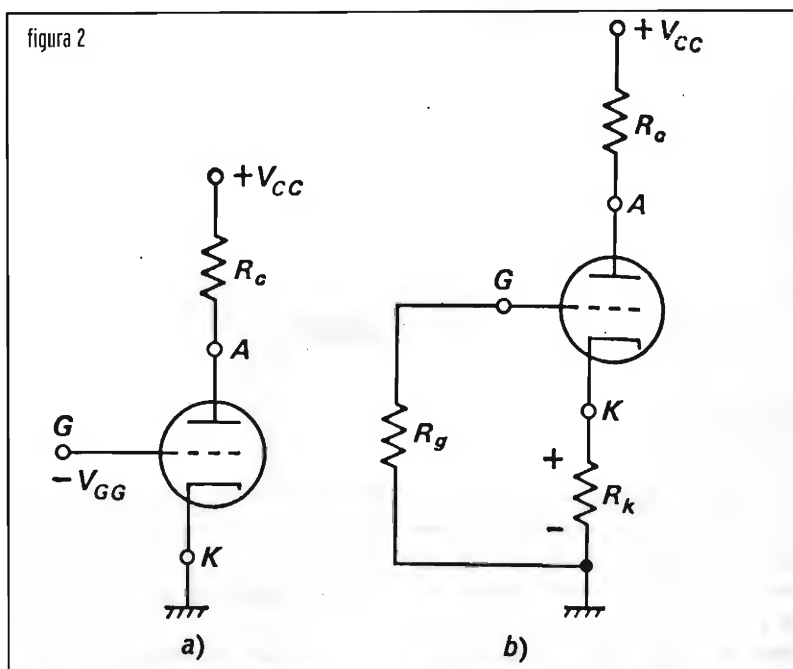 figura 2
+ V_CC
R_c
A
G
- V_GG
K
a)
+ V_CC
R_a
A
G
R_g
K
+
R_k
-
b)